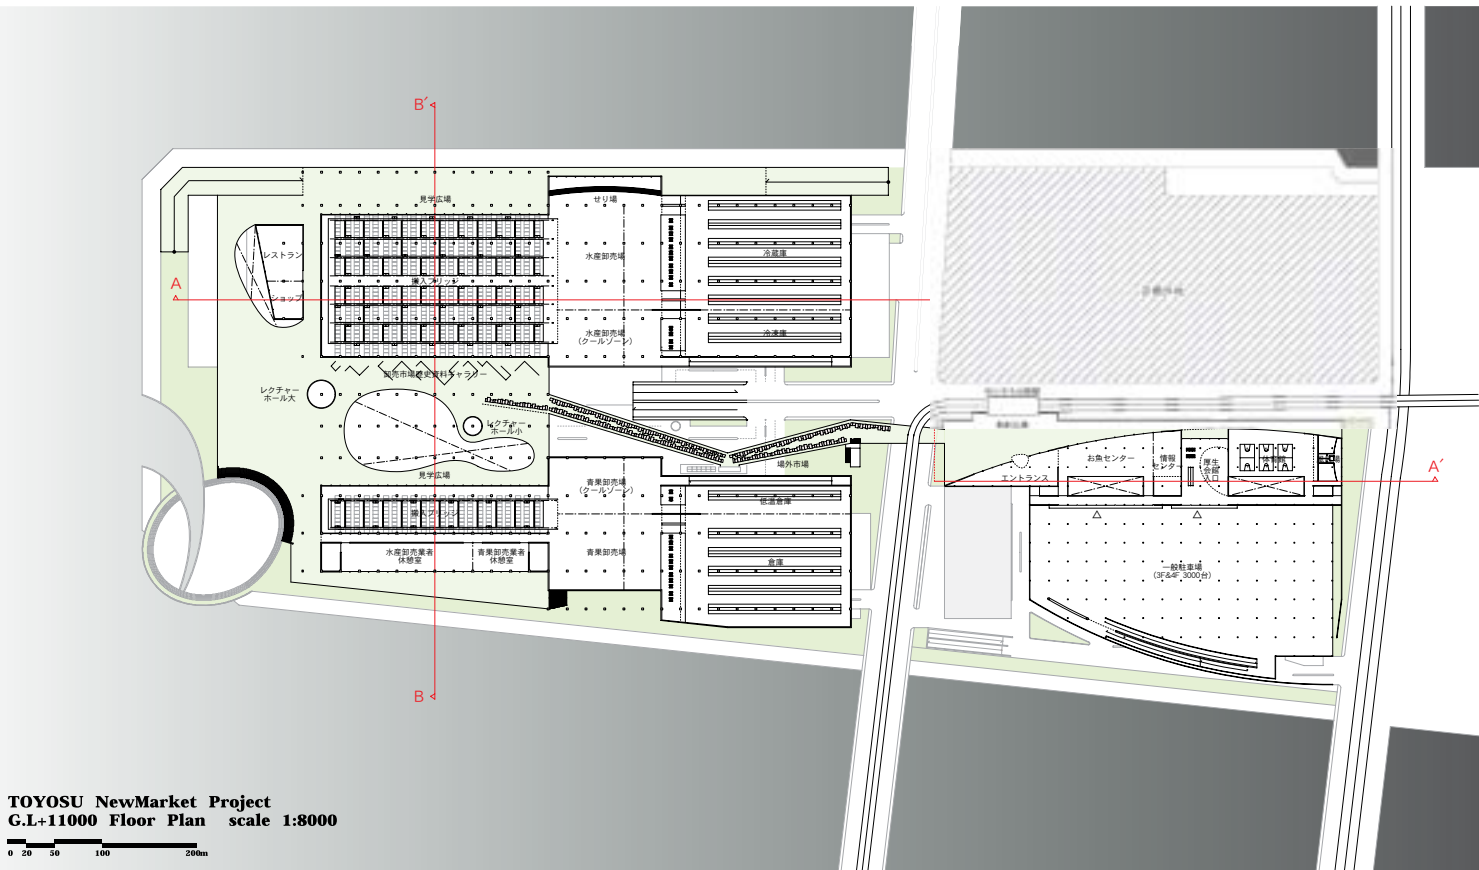 B′
見学広場
せり場
レストラン
水産卸売場
冷蔵庫
搬入ブリッジ
A
ショップ
水産卸売場
(クールゾーン)
冷凍庫
卸売市場歴史資料ギャラリー
レクチャー
ホール大
レクチャー
ホール小
見学広場
場外市場
お魚センター
情報
センター
厚生
会館
入口
体育館
エントランス
A′
青果卸売場
(クールゾーン)
低温倉庫
搬入ブリッジ
水産卸売業者
休憩室
青果卸売業者
休憩室
青果卸売場
倉庫
一般駐車場
(3F&4F 3000台)
B
TOYOSU NewMarket Project
G.L+11000 Floor Plan scale 1:8000
0 20 50 100 200m